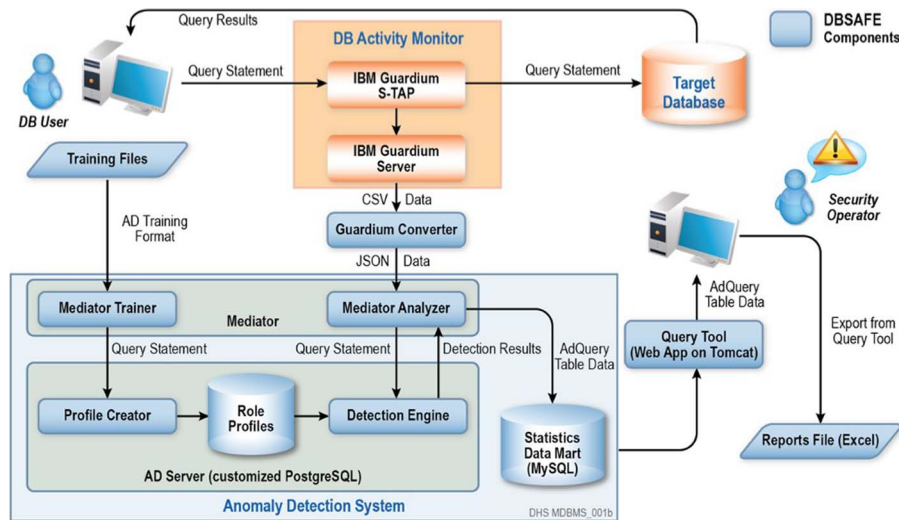 Query Results
DBSAFE
Components
DB Activity Monitor
Query Statement
IBM Guardium
S-TAP
Query Statement
Target
Database
DB User
Training Files
IBM Guardium
Server
CSV Data
Security
Operator
AD Training
Format
Guardium Converter
JSON Data
AdQuery
Table Data
Mediator Trainer
Mediator Analyzer
Mediator
Export from
Query Tool
Query Tool
(Web App on Tomcat)
Query Statement
Query Statement
Detection Results
AdQuery
Table Data
Profile Creator
Role
Profiles
Detection Engine
Statistics
Data Mart
(MySQL)
Reports File (Excel)
AD Server (customized PostgreSQL)
Anomaly Detection System
DHS MDBMS_001b